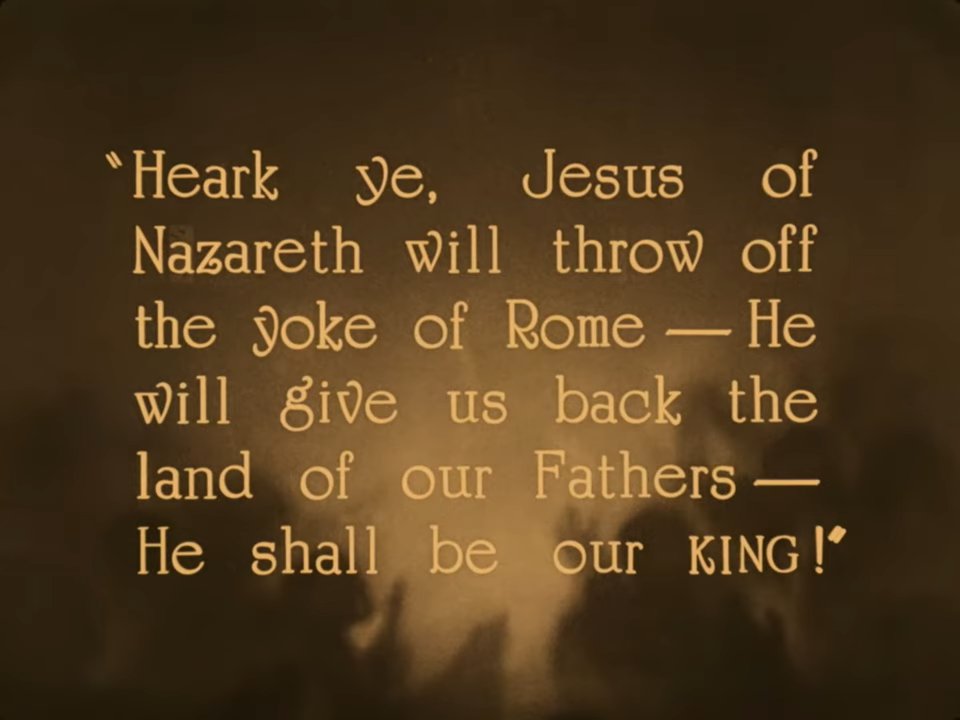 “Heark ye, Jesus of
Nazareth will throw off
the yoke of Rome — He
will give us back the
land of our Fathers —
He shall be our KING!”